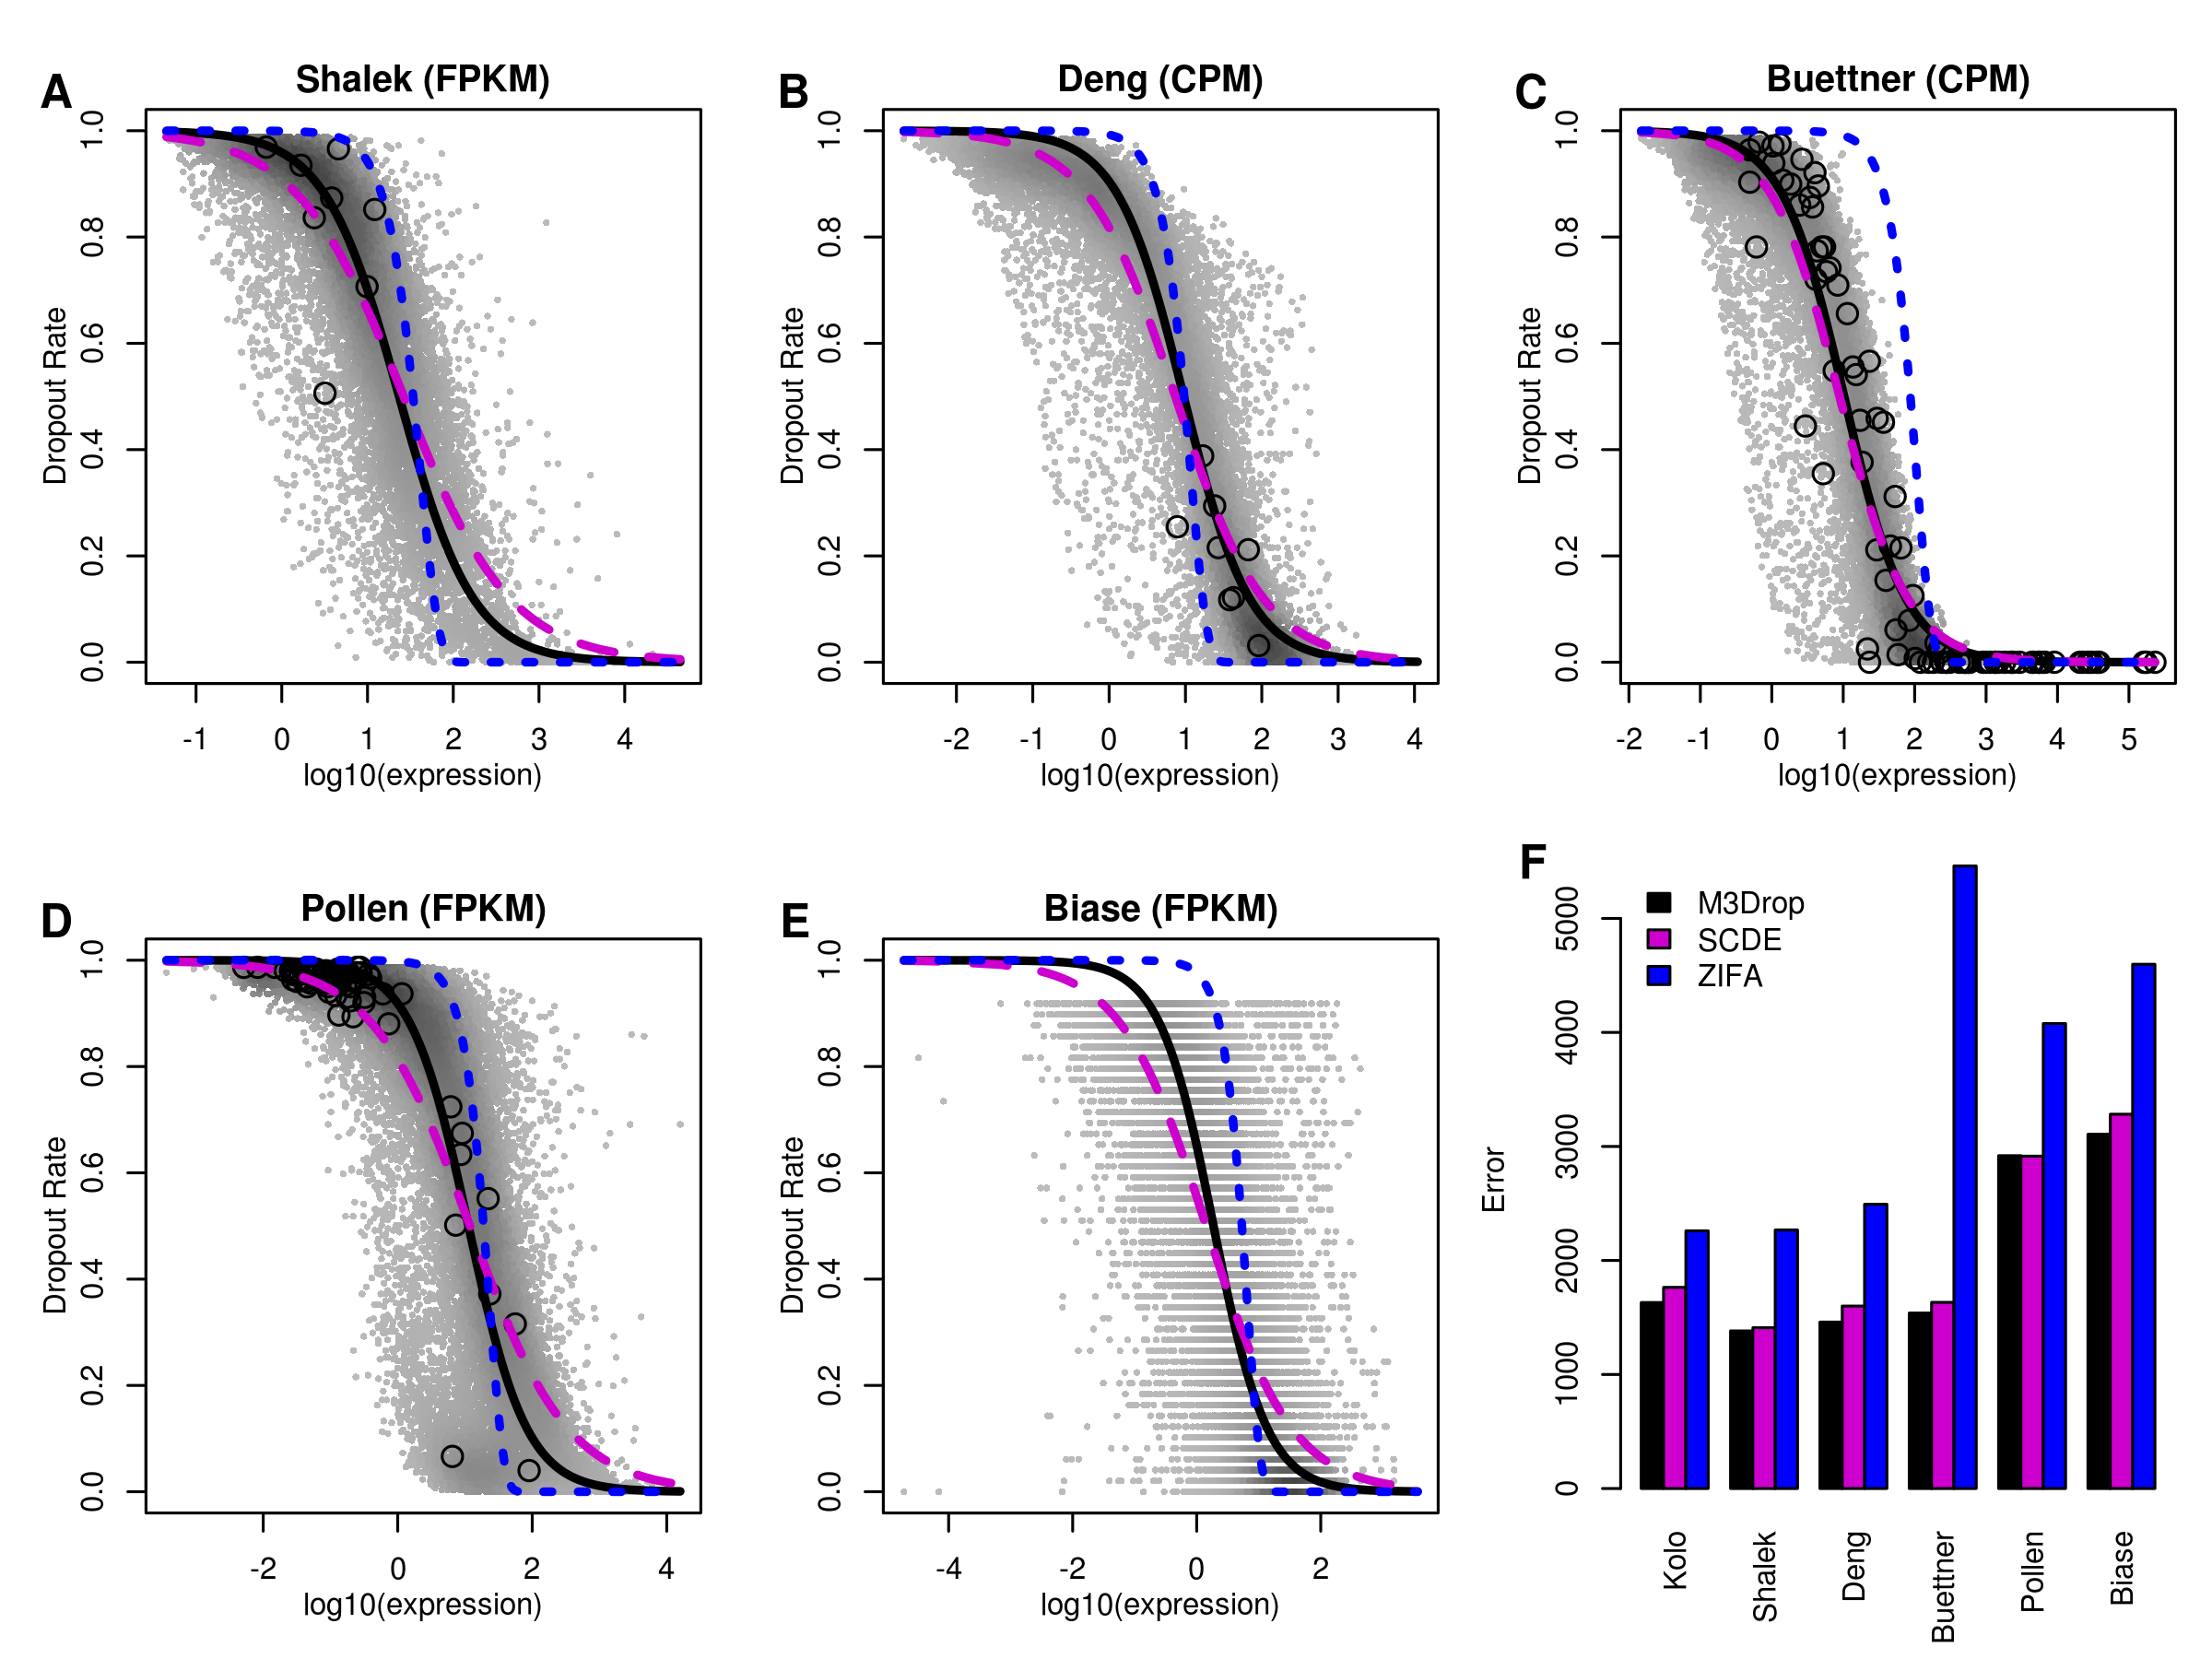 A
Shalek (FPKM)
Dropout Rate
0.0 0.2 0.4 0.6 0.8 1.0
-1 0 1 2 3 4
log10(expression)
B
Deng (CPM)
Dropout Rate
0.0 0.2 0.4 0.6 0.8 1.0
-2 -1 0 1 2 3 4
log10(expression)
C
Buettner (CPM)
Dropout Rate
0.0 0.2 0.4 0.6 0.8 1.0
-2 -1 0 1 2 3 4 5
log10(expression)
D
Pollen (FPKM)
Dropout Rate
0.0 0.2 0.4 0.6 0.8 1.0
-2 0 2 4
log10(expression)
E
Biase (FPKM)
Dropout Rate
0.0 0.2 0.4 0.6 0.8 1.0
-4 -2 0 2
log10(expression)
F
M3Drop
SCDE
ZIFA
Error
0 1000 2000 3000 4000 5000
Kolo
Shalek
Deng
Buettner
Pollen
Biase